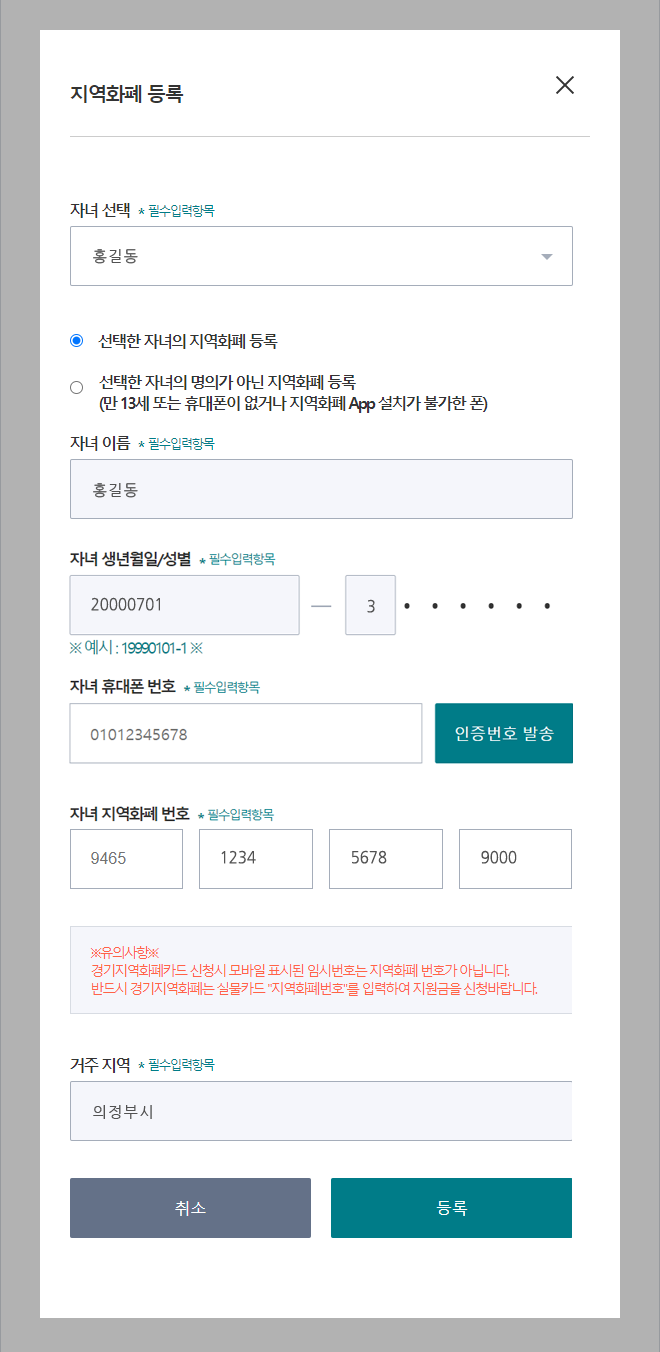 지역화폐 등록
자녀 선택 * 필수입력항목
홍길동
선택한 자녀의 지역화폐 등록
선택한 자녀의 명의가 아닌 지역화폐 등록
(만 13세 또는 휴대폰이 없거나 지역화폐 App 설치가 불가한 폰)
자녀 이름 * 필수입력항목
홍길동
자녀 생년월일/성별 * 필수입력항목
20000701 — 3 • • • • • •
※ 예시 : 19990101-1 ※
자녀 휴대폰 번호 * 필수입력항목
01012345678 인증번호 발송
자녀 지역화폐 번호 * 필수입력항목
9465 1234 5678 9000
※유의사항※
경기지역화폐카드 신청시 모바일 표시된 임시번호는 지역화폐 번호가 아닙니다.
반드시 경기지역화폐는 실물카드 "지역화폐번호"를 입력하여 지원금을 신청바랍니다.
거주 지역 * 필수입력항목
의정부시
취소 등록